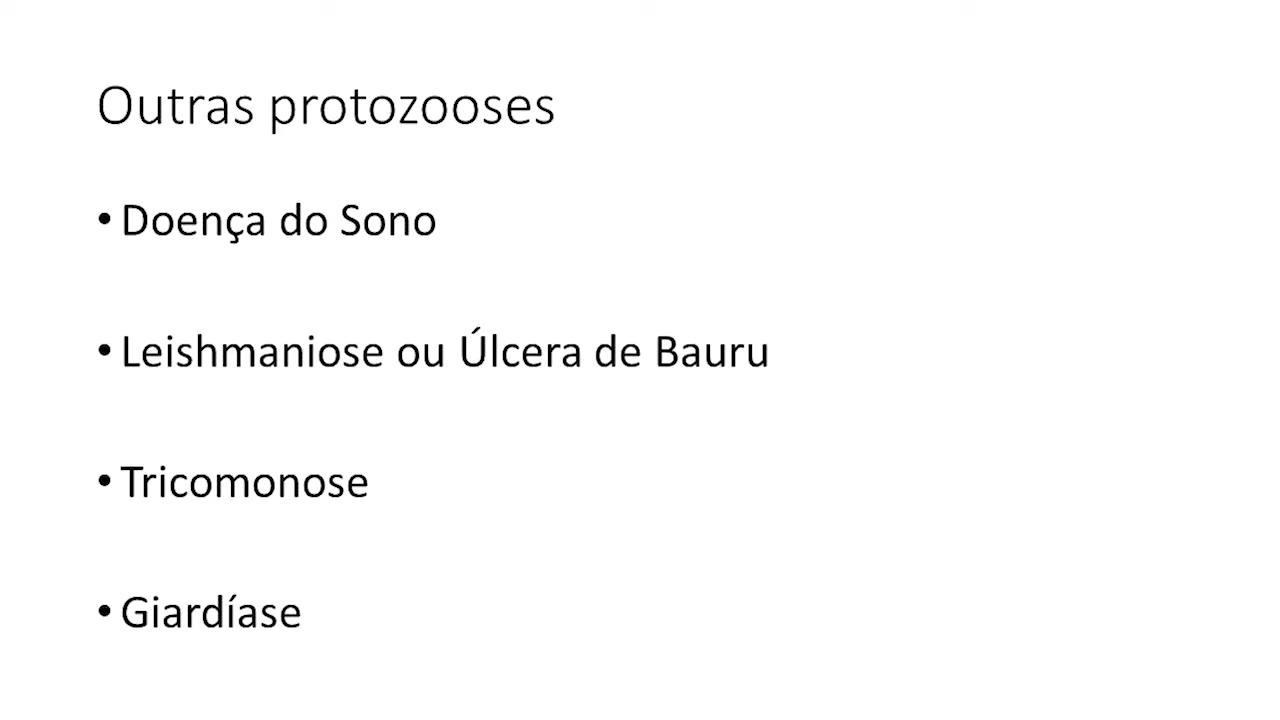 Outras protozooses
• Doença do Sono
• Leishmaniose ou Úlcera de Bauru
• Tricomonose
• Giardíase